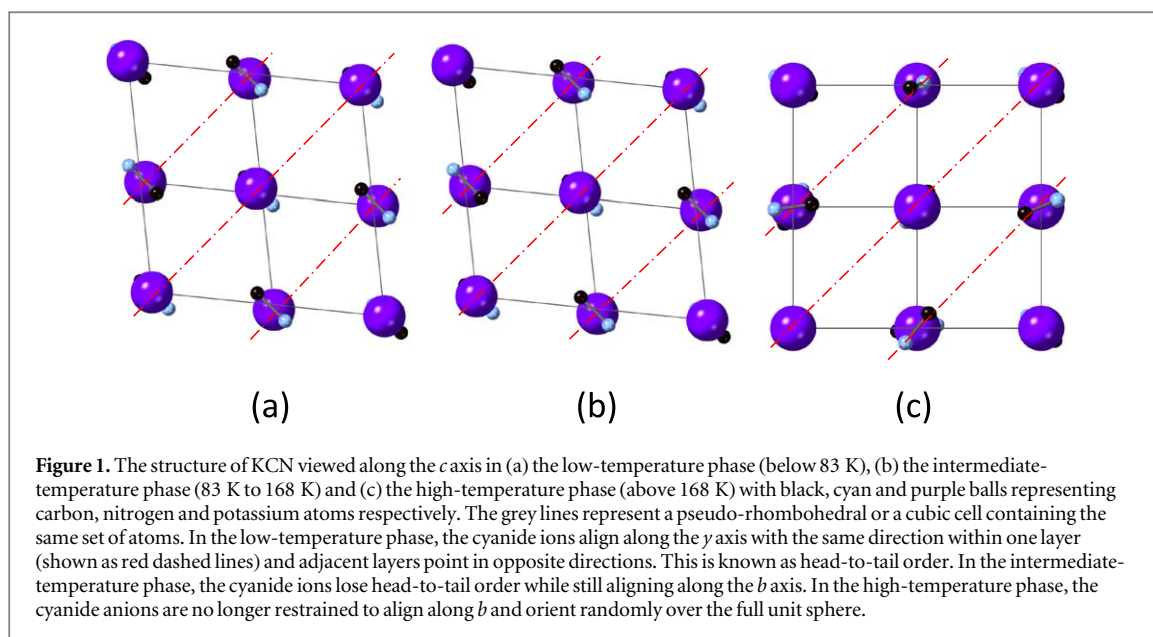 (a) (b) (c)
Figure 1. The structure of KCN viewed along the c axis in (a) the low-temperature phase (below 83 K), (b) the intermediate-
temperature phase (83 K to 168 K) and (c) the high-temperature phase (above 168 K) with black, cyan and purple balls representing
carbon, nitrogen and potassium atoms respectively. The grey lines represent a pseudo-rhombohedral or a cubic cell containing the
same set of atoms. In the low-temperature phase, the cyanide ions align along the y axis with the same direction within one layer
(shown as red dashed lines) and adjacent layers point in opposite directions. This is known as head-to-tail order. In the intermediate-
temperature phase, the cyanide ions lose head-to-tail order while still aligning along the b axis. In the high-temperature phase, the
cyanide anions are no longer restrained to align along b and orient randomly over the full unit sphere.